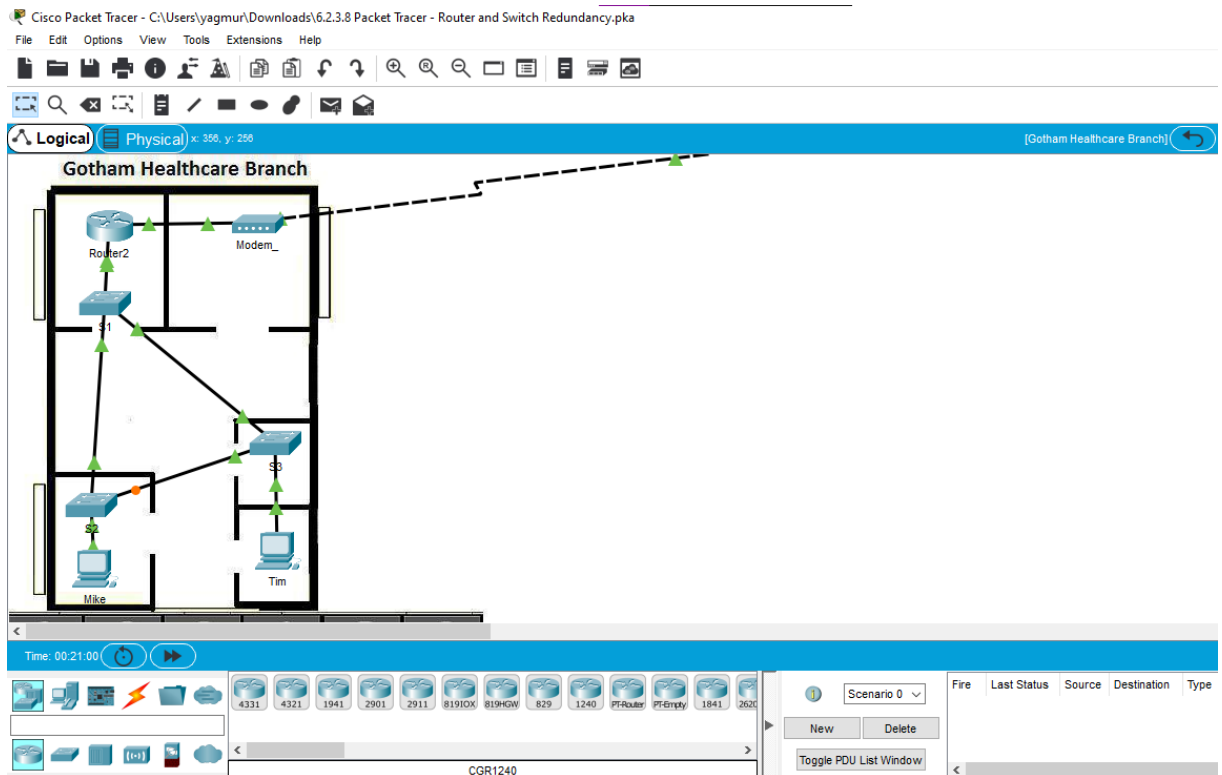 Cisco Packet Tracer - C:\Users\yagmur\Downloads\6.2.3.8 Packet Tracer - Router and Switch Redundancy.pka
File Edit Options View Tools Extensions Help
Logical Physical x: 356, y: 256 [Gotham Healthcare Branch]
Gotham Healthcare Branch
Router2
Modem_
S1
S3
S2
Tim
Mike
Time: 00:21:00
4331 4321 1941 2901 2911 819IOX 819HGW 829 1240 PT-Router PT-Empty 1841 2620
CGR1240
Scenario 0
New Delete
Toggle PDU List Window
Fire Last Status Source Destination Type